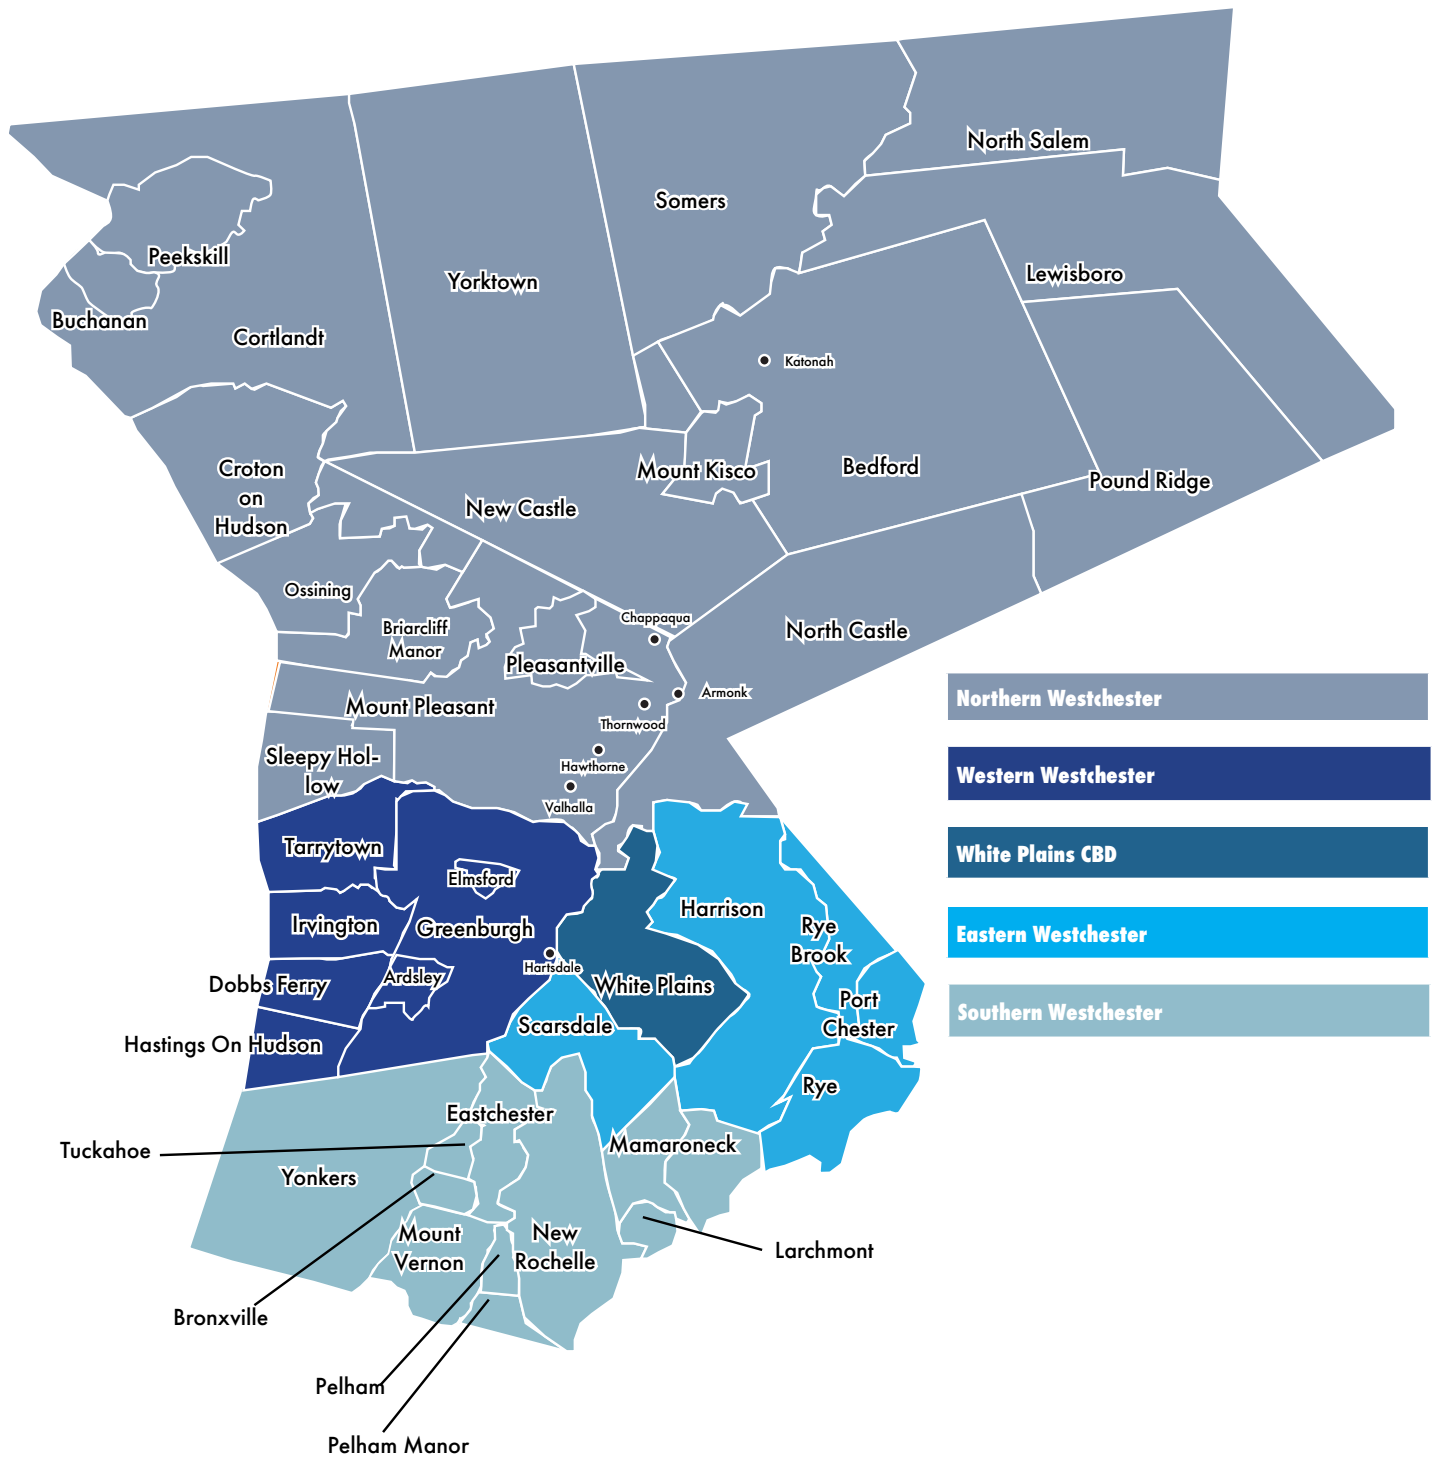 North Salem
Somers
Peekskill
Yorktown
Lewisboro
Buchanan
Cortlandt
Katonah
Croton
on
Hudson
Mount Kisco
Bedford
Pound Ridge
New Castle
Ossining
Chappaqua
Briarcliff
Manor
North Castle
Pleasantville
Armonk
Mount Pleasant
Thornwood
Sleepy Hol-
low
Hawthorne
Valhalla
Northern Westchester
Western Westchester
White Plains CBD
Eastern Westchester
Southern Westchester
Tarrytown
Elmsford
Harrison
Irvington
Greenburgh
Rye
Brook
Hartsdale
Dobbs Ferry
Ardsley
White Plains
Port
Chester
Scarsdale
Hastings On Hudson
Rye
Eastchester
Tuckahoe
Mamaroneck
Yonkers
Mount
Vernon
New
Rochelle
Larchmont
Bronxville
Pelham
Pelham Manor